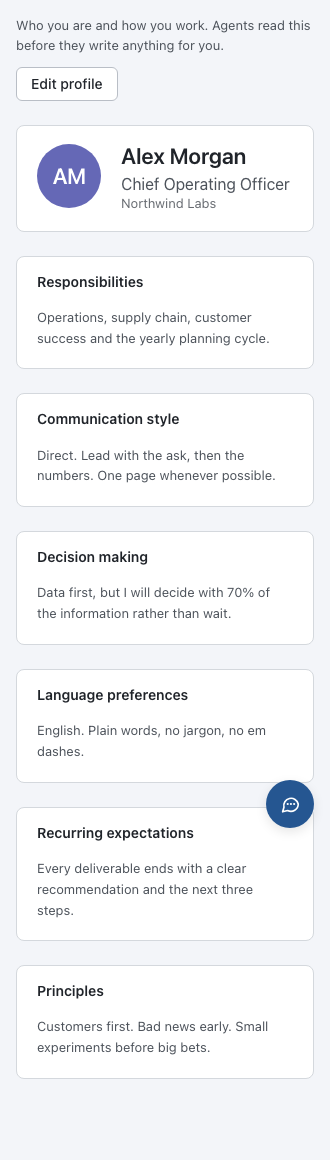 Who you are and how you work. Agents read this
before they write anything for you.
Edit profile
AM
Alex Morgan
Chief Operating Officer
Northwind Labs
Responsibilities
Operations, supply chain, customer
success and the yearly planning cycle.
Communication style
Direct. Lead with the ask, then the
numbers. One page whenever possible.
Decision making
Data first, but I will decide with 70% of
the information rather than wait.
Language preferences
English. Plain words, no jargon, no em
dashes.
Recurring expectations
Every deliverable ends with a clear
recommendation and the next three
steps.
Principles
Customers first. Bad news early. Small
experiments before big bets.